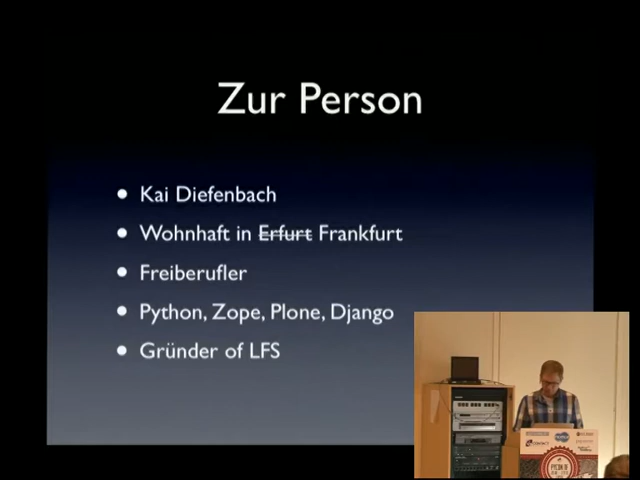 Zur Person
Kai Diefenbach
Wohnhaft in Erfurt Frankfurt
Freiberufler
Python, Zope, Plone, Django
Gründer of LFS